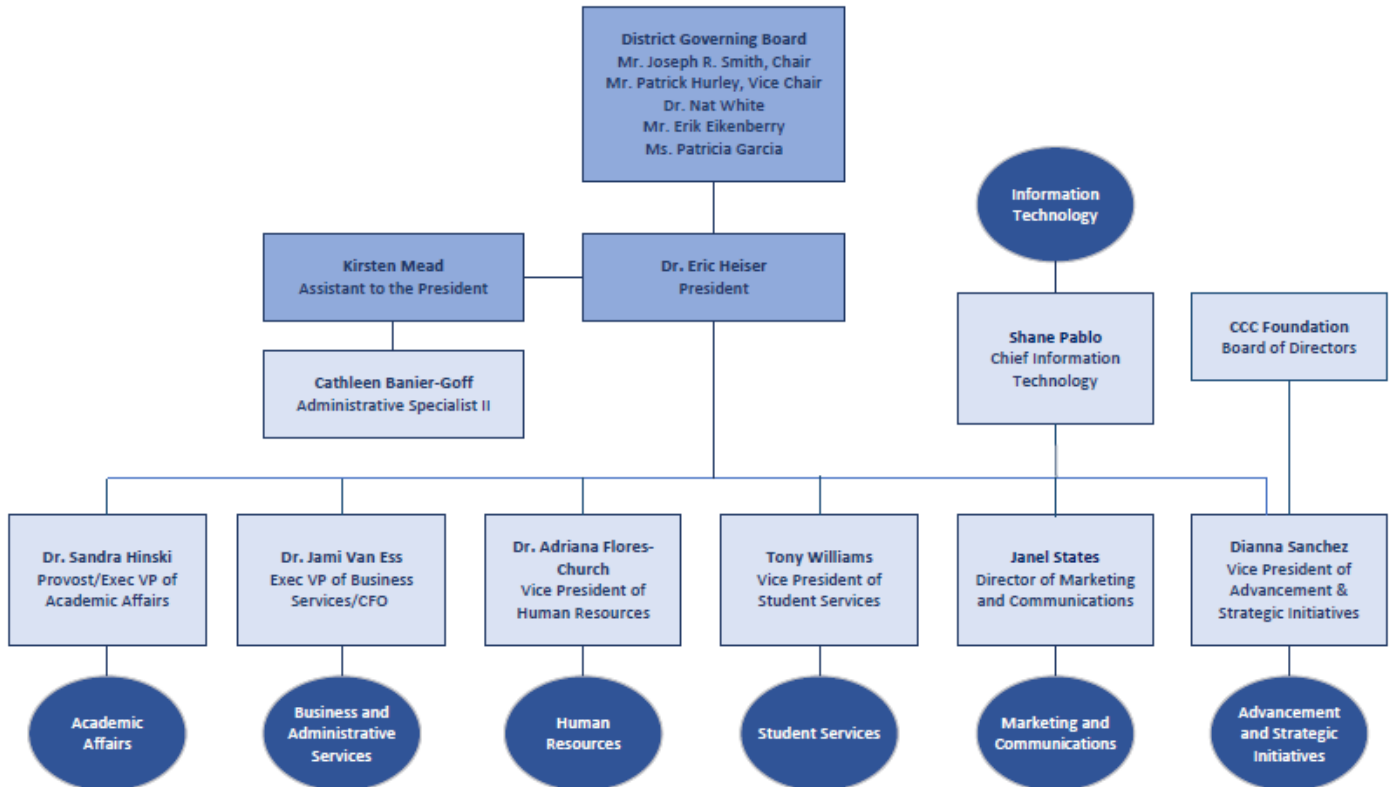 District Governing Board
Mr. Joseph R. Smith, Chair
Mr. Patrick Hurley, Vice Chair
Dr. Nat White
Mr. Erik Eikenberry
Ms. Patricia Garcia
Information
Technology
Kirsten Mead
Assistant to the President
Dr. Eric Heiser
President
Shane Pablo
Chief Information
Technology
CCC Foundation
Board of Directors
Cathleen Banier-Goff
Administrative Specialist II
Dr. Sandra Hinski
Provost/Exec VP of
Academic Affairs
Dr. Jami Van Ess
Exec VP of Business
Services/CFO
Dr. Adriana Flores-
Church
Vice President of
Human Resources
Tony Williams
Vice President of
Student Services
Janel States
Director of Marketing
and Communications
Dianna Sanchez
Vice President of
Advancement &
Strategic Initiatives
Academic
Affairs
Business and
Administrative
Services
Human
Resources
Student Services
Marketing and
Communications
Advancement
and Strategic
Initiatives